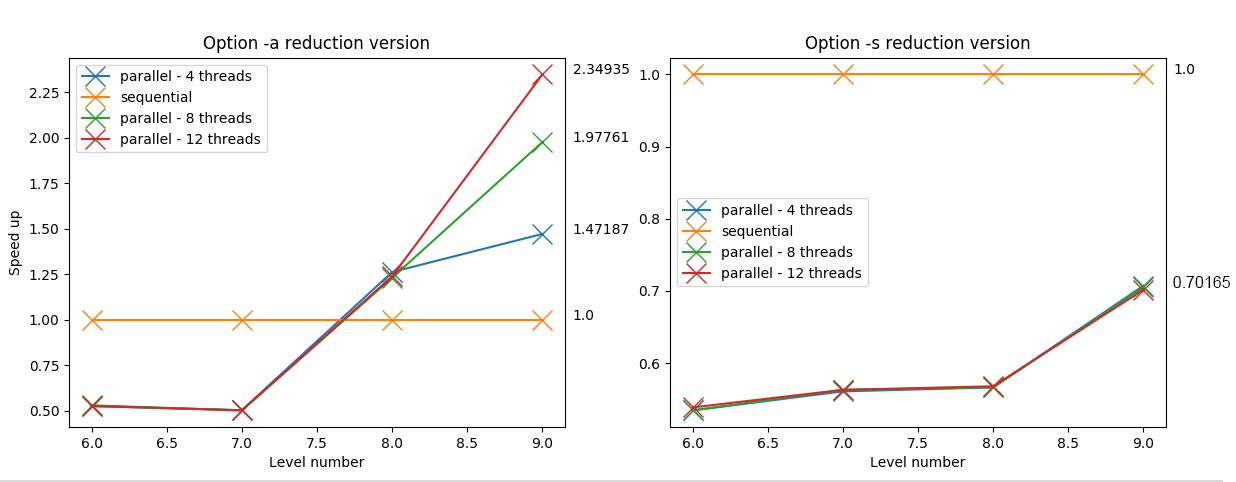 Option -a reduction version
parallel - 4 threads
sequential
parallel - 8 threads
parallel - 12 threads
2.25
2.00
1.75
1.50
1.25
1.00
0.75
0.50
Speed up
6.0 6.5 7.0 7.5 8.0 8.5 9.0
Level number
2.34935
1.97761
1.47187
1.0
Option -s reduction version
1.0
0.9
0.8
0.7
0.6
parallel - 4 threads
sequential
parallel - 8 threads
parallel - 12 threads
6.0 6.5 7.0 7.5 8.0 8.5 9.0
Level number
1.0
0.70165